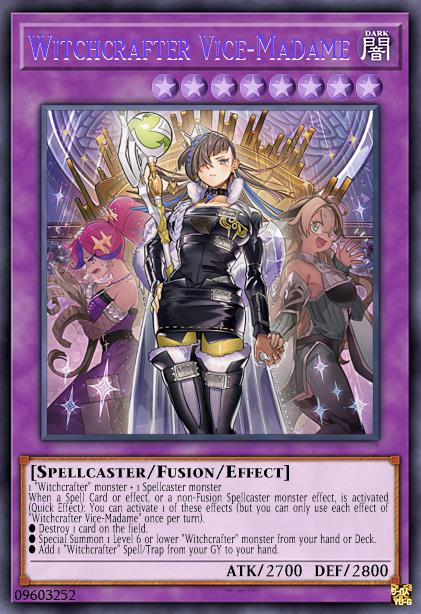 WITCHCRAFTER VICE-MADAME
DARK
闇
[SPELLCASTER/FUSION/EFFECT]
1 "Witchcrafter" monster + 1 Spellcaster monster
When a Spell Card or effect, or a non-Fusion Spellcaster monster effect, is activated
(Quick Effect): You can activate 1 of these effects (but you can only use each effect of
"Witchcrafter Vice-Madame" once per turn).
● Destroy 1 card on the field.
● Special Summon 1 Level 6 or lower "Witchcrafter" monster from your hand or Deck.
● Add 1 "Witchcrafter" Spell/Trap from your GY to your hand.
ATK/2700 DEF/2800
09603252